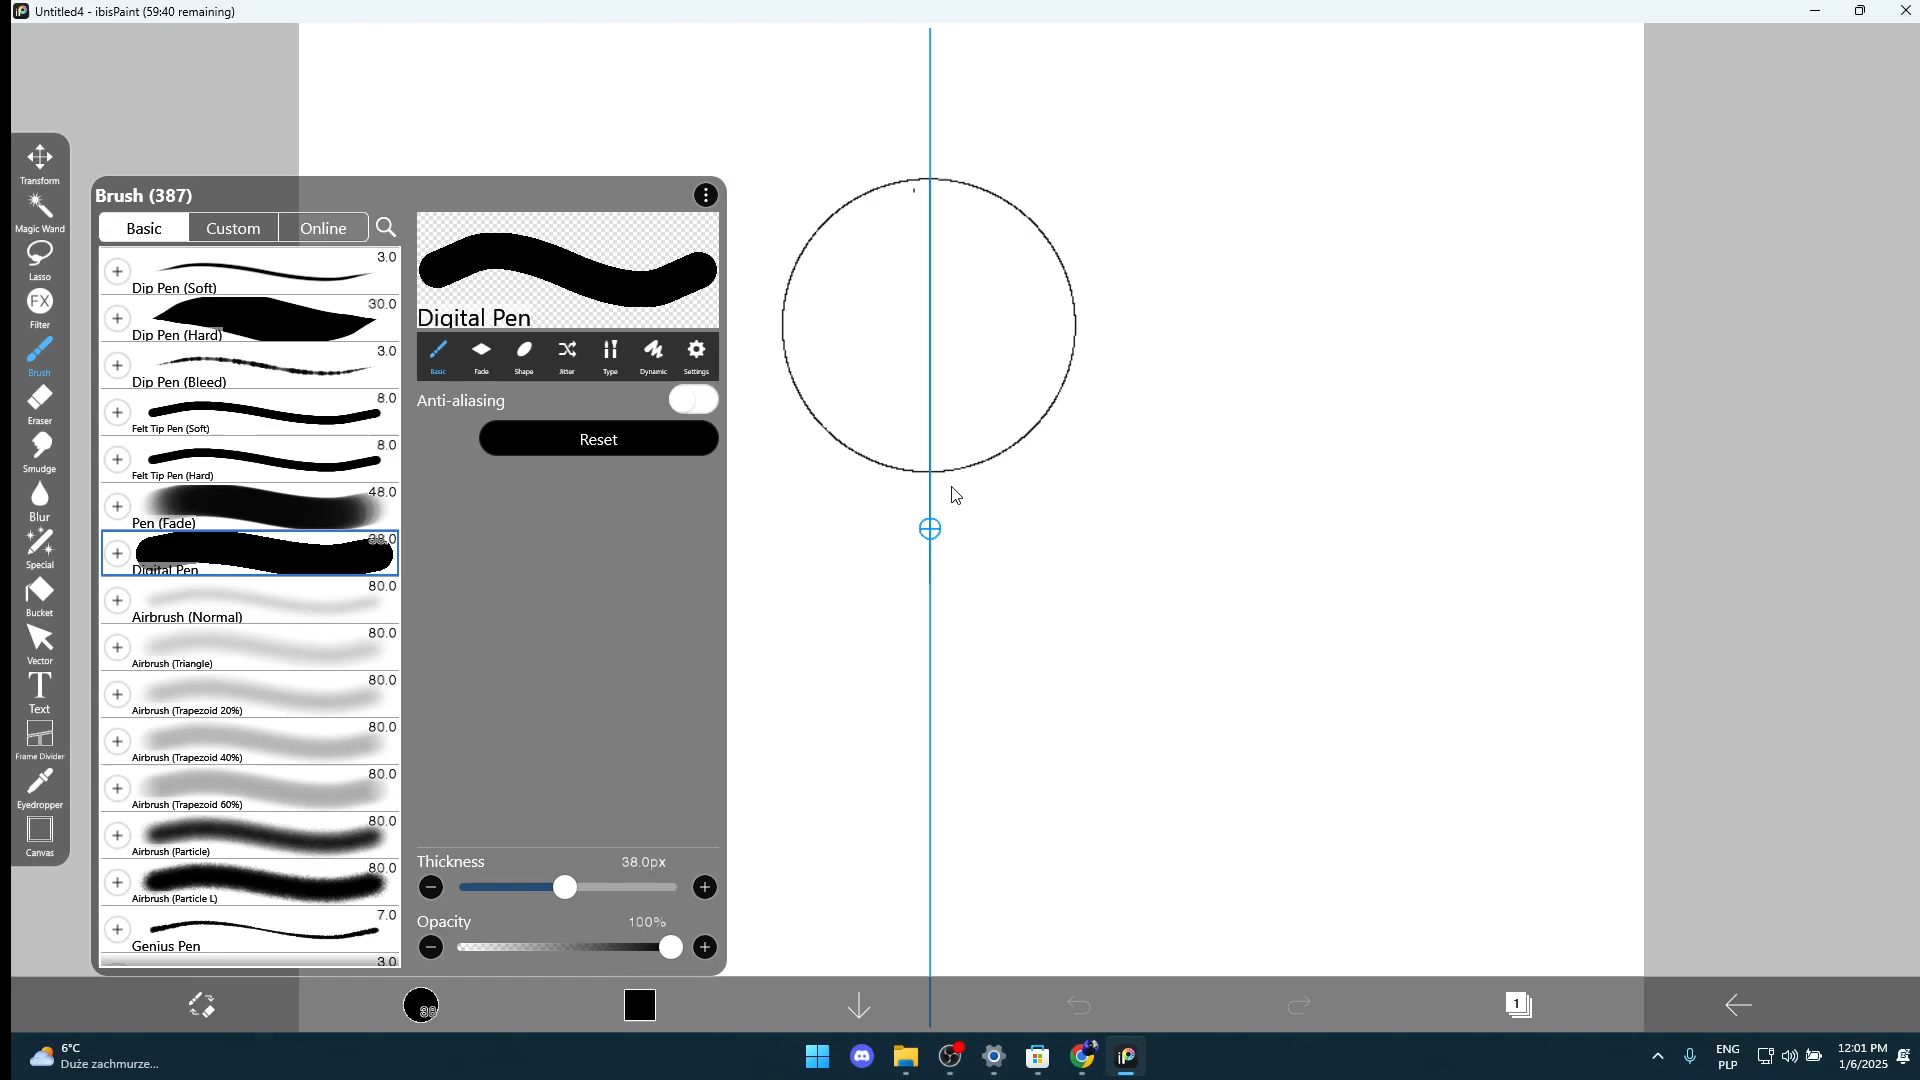 Untitled4 - ibisPaint (59:40 remaining)
Transform
Magic Wand
Lasso
FX
Filter
Brush
Eraser
Smudge
Blur
Special
Bucket
Vector
T
Text
Frame Divider
Eyedropper
Canvas
Brush (387)
Basic
Custom
Online
3.0
Dip Pen (Soft)
30.0
Dip Pen (Hard)
3.0
Dip Pen (Bleed)
8.0
Felt Tip Pen (Soft)
8.0
Felt Tip Pen (Hard)
48.0
Pen (Fade)
38.0
Digital Pen
80.0
Airbrush (Normal)
80.0
Airbrush (Triangle)
80.0
Airbrush (Trapezoid 20%)
80.0
Airbrush (Trapezoid 40%)
80.0
Airbrush (Trapezoid 60%)
80.0
Airbrush (Particle)
80.0
Airbrush (Particle L)
7.0
Genius Pen
3.0
Digital Pen
Basic
Fade
Shape
Jitter
Type
Dynamic
Settings
Anti-aliasing
Reset
Thickness 38.0px
Opacity 100%
38
1
6°C
Duże zachmurze...
ENG
PLP
12:01 PM
1/6/2025